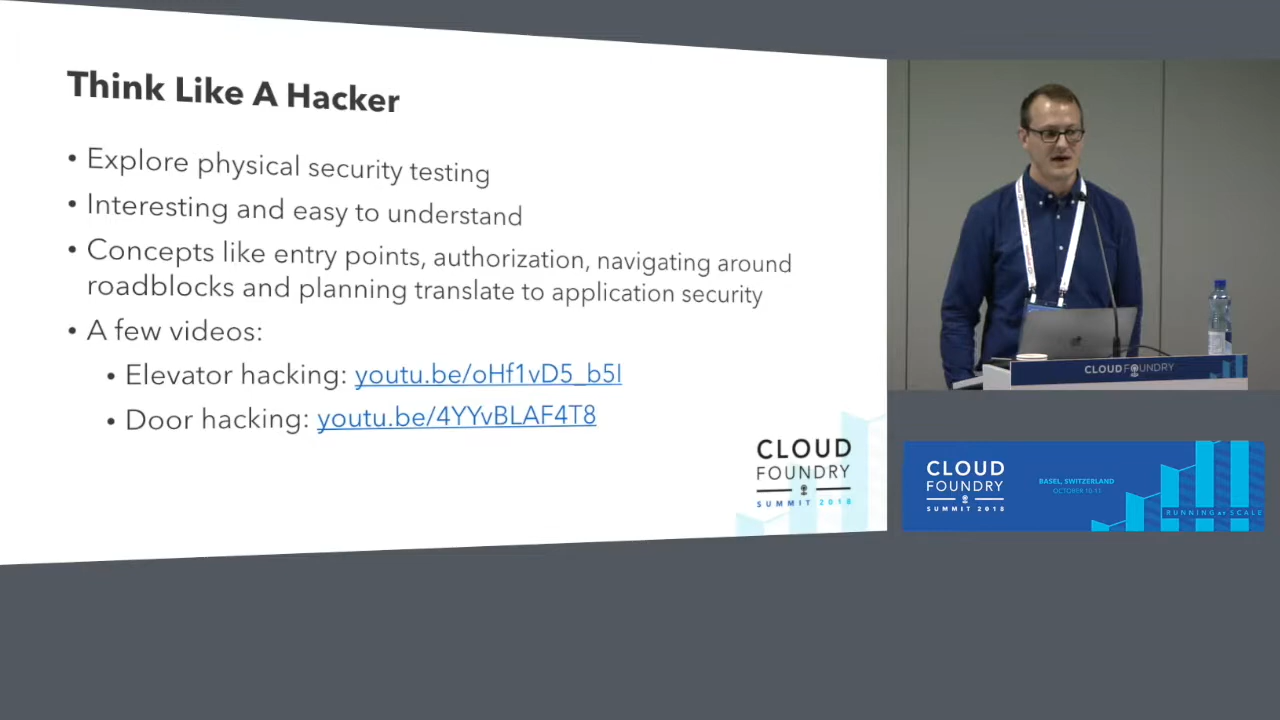 Think Like A Hacker
• Explore physical security testing
• Interesting and easy to understand
• Concepts like entry points, authorization, navigating around
roadblocks and planning translate to application security
• A few videos:
• Elevator hacking: youtu.be/oHf1vD5_b5I
• Door hacking: youtu.be/4YYvBLAF4T8
CLOUD
FOUNDRY
SUMMIT 2018
CLOUD FOUNDRY
CLOUD
FOUNDRY
SUMMIT 2018
BASEL, SWITZERLAND
OCTOBER 10-11
RUNNING AT SCALE